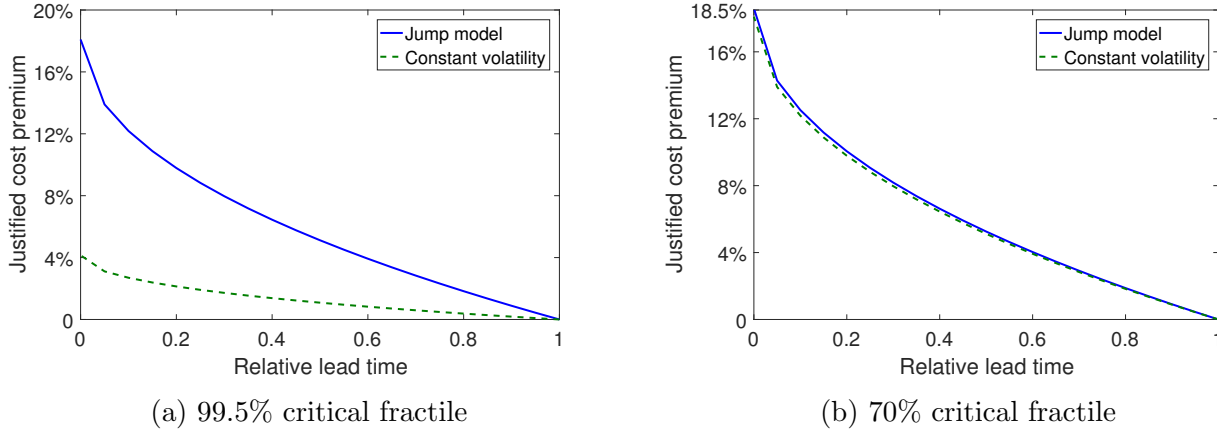 20%
16%
12%
8%
4%
0
0
0.2
0.4
0.6
0.8
1
Justified cost premium
Relative lead time
Jump model
Constant volatility
(a) 99.5% critical fractile
18.5%
16%
12%
8%
4%
0
0
0.2
0.4
0.6
0.8
1
Justified cost premium
Relative lead time
Jump model
Constant volatility
(b) 70% critical fractile